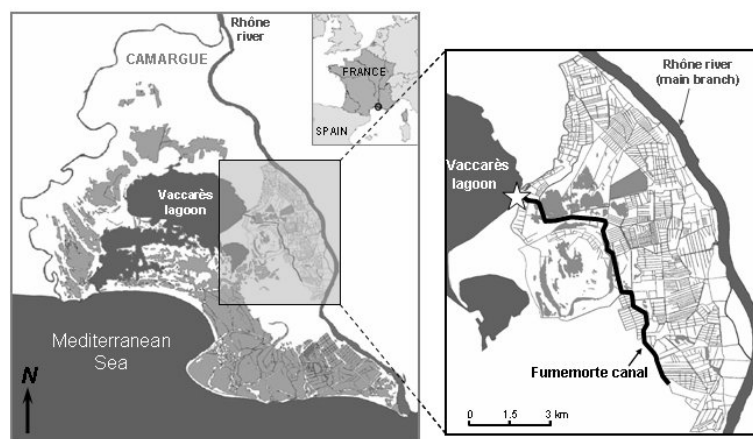 Rhône
river
CAMARGUE
FRANCE
SPAIN
Vaccarès
lagoon
Mediterranean
Sea
N
Rhône river
(main branch)
Vaccarès
lagoon
Fumemorte canal
0 1.5 3 km